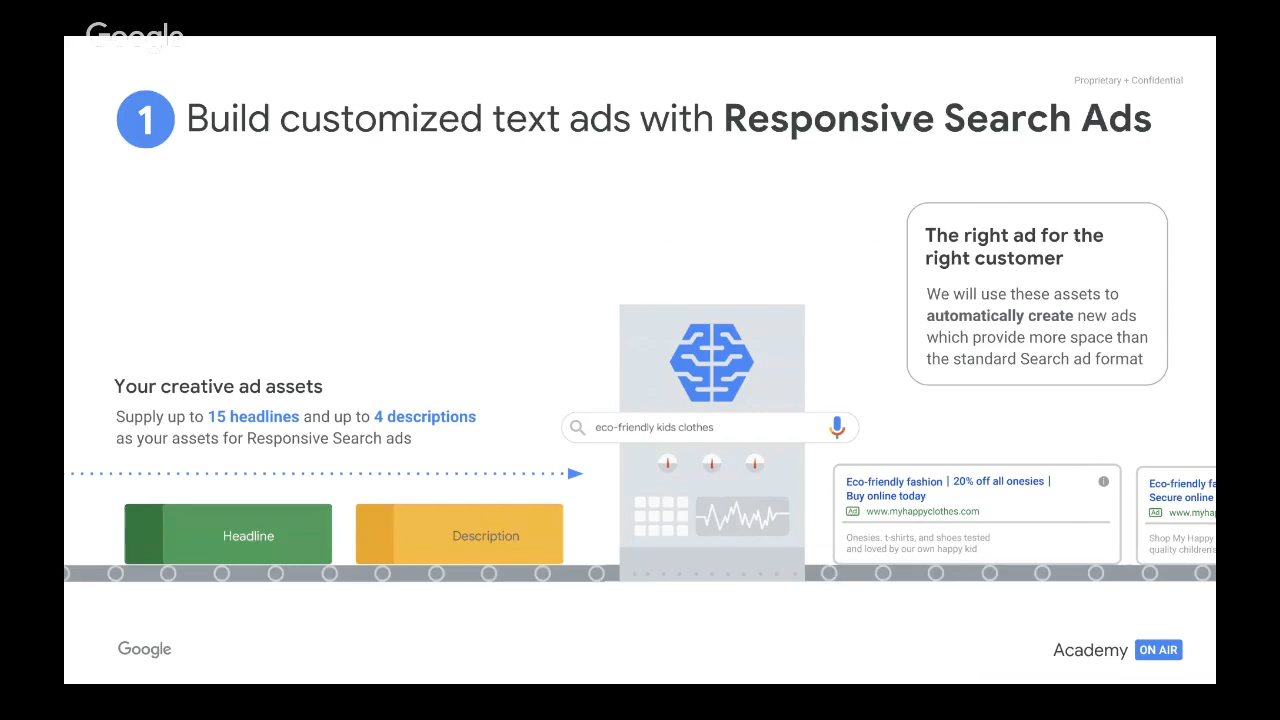 Google
Proprietary + Confidential
1 Build customized text ads with Responsive Search Ads
The right ad for the
right customer
We will use these assets to
automatically create new ads
which provide more space than
the standard Search ad format
Your creative ad assets
Supply up to 15 headlines and up to 4 descriptions
as your assets for Responsive Search ads
eco-friendly kids clothes
Headline
Description
Eco-friendly fashion | 20% off all onesies |
Buy online today
Ad www.myhappyclothes.com
Onesies, t-shirts, and shoes tested
and loved by our own happy kid
Eco-friendly fa
Secure online
Ad www.myhap
Shop My Happy
quality children's
Google
Academy ON AIR